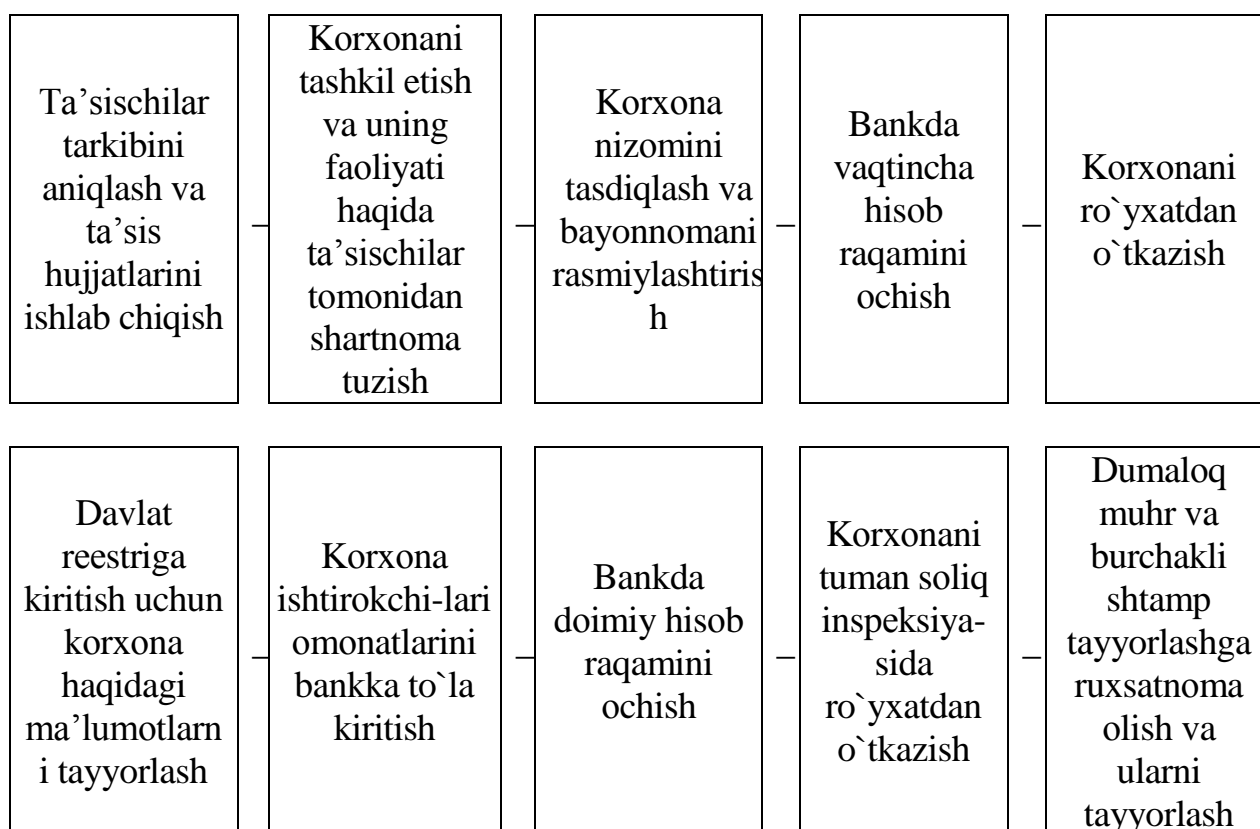 Ta’sischilar
tarkibini
aniqlash va
ta’sis
hujjatlarini
ishlab chiqish
Korxonani
tashkil etish
va uning
faoliyati
haqida
ta’sischilar
tomonidan
shartnoma
tuzish
Korxona
nizomini
tasdiqlash va
bayonnomani
rasmiylashtiris
h
Bankda
vaqtincha
hisob
raqamini
ochish
Korxonani
ro`yxatdan
o`tkazish
Davlat
reestriga
kiritish uchun
korxona
haqidagi
ma’lumotlarn
i tayyorlash
Korxona
ishtirokchi-lari
omonatlarini
bankka to`la
kiritish
Bankda
doimiy hisob
raqamini
ochish
Korxonani
tuman soliq
inspeksiya-
sida
ro`yxatdan
o`tkazish
Dumaloq
muhr va
burchakli
shtamp
tayyorlashga
ruxsatnoma
olish va
ularni
tayyorlash